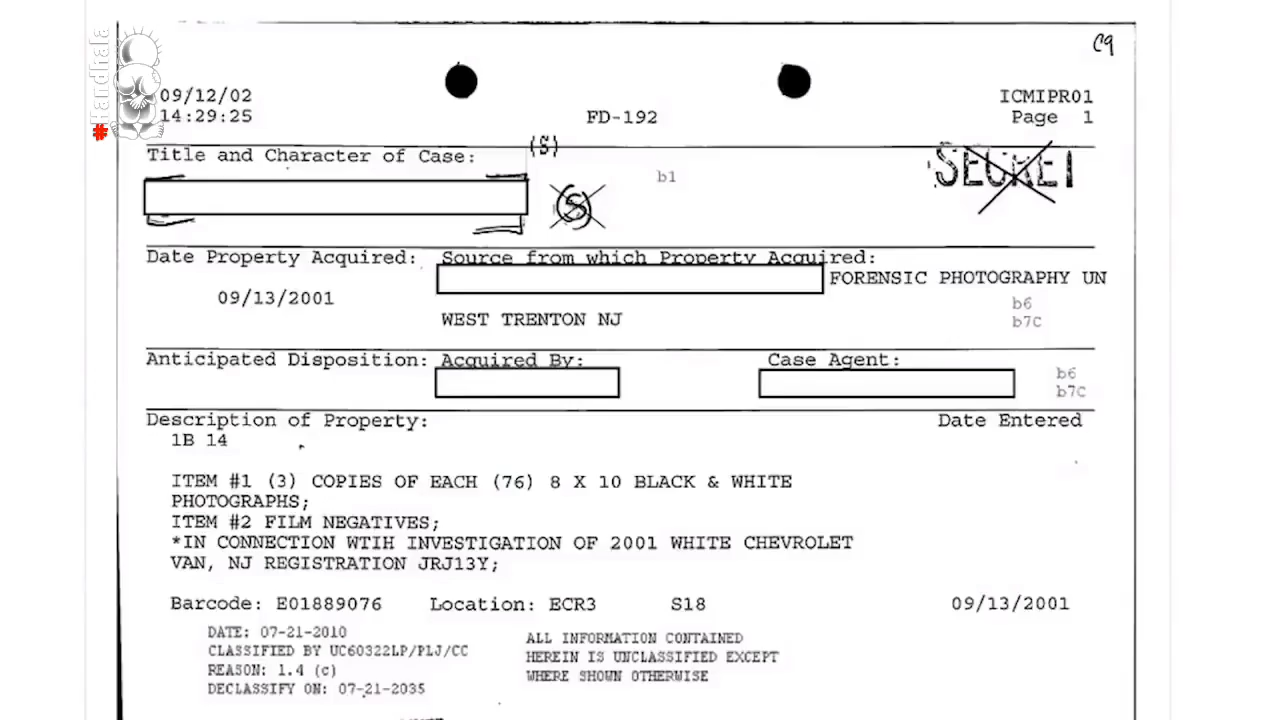 #Handhala
C9
09/12/02 ICMIPR01
14:29:25 FD-192 Page 1
(S)
Title and Character of Case: SECRET
b1
(S)
Date Property Acquired: Source from which Property Acquired:
FORENSIC PHOTOGRAPHY UN
09/13/2001 b6
WEST TRENTON NJ b7C
Anticipated Disposition: Acquired By: Case Agent:
b6
b7C
Description of Property: Date Entered
1B 14
ITEM #1 (3) COPIES OF EACH (76) 8 X 10 BLACK & WHITE
PHOTOGRAPHS;
ITEM #2 FILM NEGATIVES;
*IN CONNECTION WTIH INVESTIGATION OF 2001 WHITE CHEVROLET
VAN, NJ REGISTRATION JRJ13Y;
Barcode: E01889076 Location: ECR3 S18 09/13/2001
DATE: 07-21-2010
CLASSIFIED BY UC60322LP/PLJ/CC
REASON: 1.4 (c)
DECLASSIFY ON: 07-21-2035
ALL INFORMATION CONTAINED
HEREIN IS UNCLASSIFIED EXCEPT
WHERE SHOWN OTHERWISE